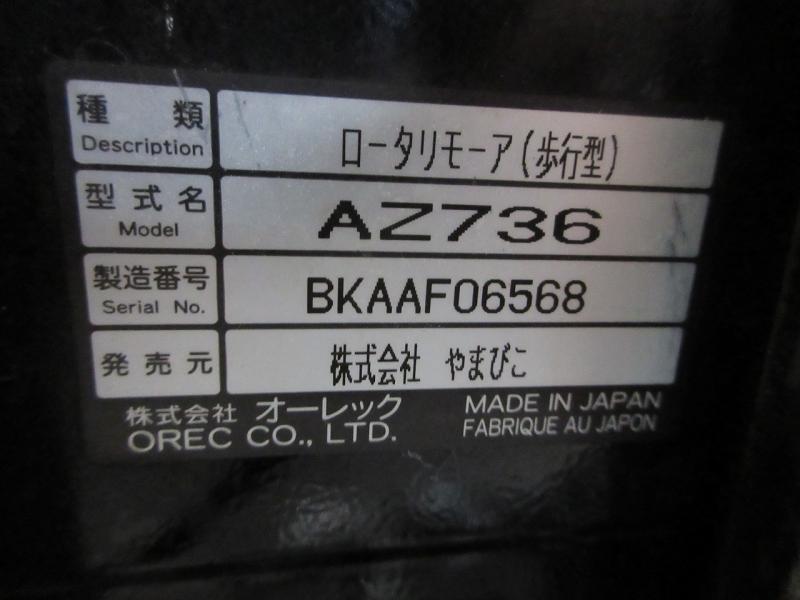 種類 ロータリモーア(歩行型)
Description
型式名 AZ736
Model
製造番号 BKAAF06568
Serial No.
発売元 株式会社 やまびこ
株式会社 オーレック MADE IN JAPAN
OREC CO., LTD. FABRIQUE AU JAPON